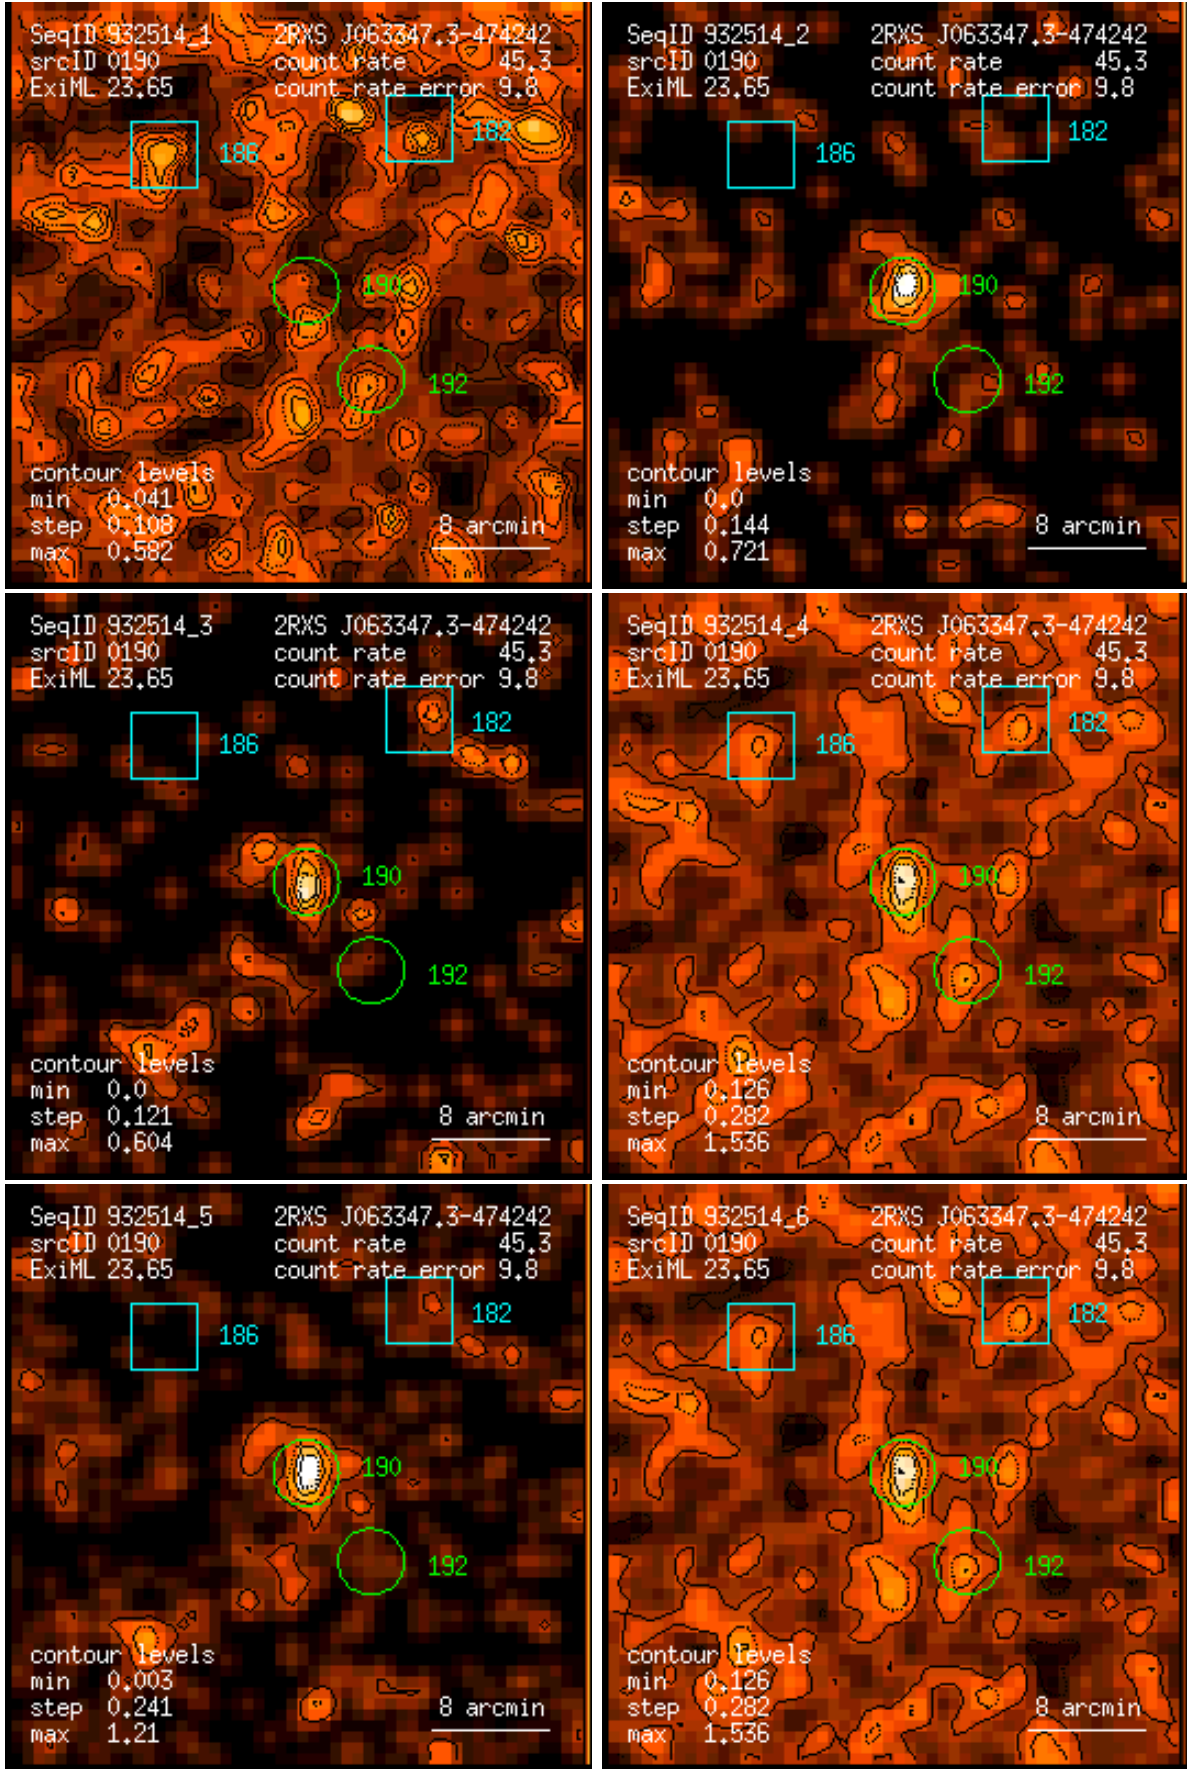 SeqID 932514_1 2RXS J063347.3-474242
srcID 0190 count rate 45.3
ExiML 23.65 count rate error 9.8
182
186
190
192
contour levels
min 0.041
step 0.108
max 0.582
8 arcmin
SeqID 932514_2 2RXS J063347.3-474242
srcID 0190 count rate 45.3
ExiML 23.65 count rate error 9.8
182
186
190
192
contour levels
min 0.0
step 0.144
max 0.721
8 arcmin
SeqID 932514_3 2RXS J063347.3-474242
srcID 0190 count rate 45.3
ExiML 23.65 count rate error 9.8
182
186
190
192
contour levels
min 0.0
step 0.121
max 0.604
8 arcmin
SeqID 932514_4 2RXS J063347.3-474242
srcID 0190 count rate 45.3
ExiML 23.65 count rate error 9.8
182
186
190
192
contour levels
min 0.126
step 0.282
max 1.536
8 arcmin
SeqID 932514_5 2RXS J063347.3-474242
srcID 0190 count rate 45.3
ExiML 23.65 count rate error 9.8
182
186
190
192
contour levels
min 0.003
step 0.241
max 1.21
8 arcmin
SeqID 932514_6 2RXS J063347.3-474242
srcID 0190 count rate 45.3
ExiML 23.65 count rate error 9.8
182
186
190
192
contour levels
min 0.126
step 0.282
max 1.536
8 arcmin